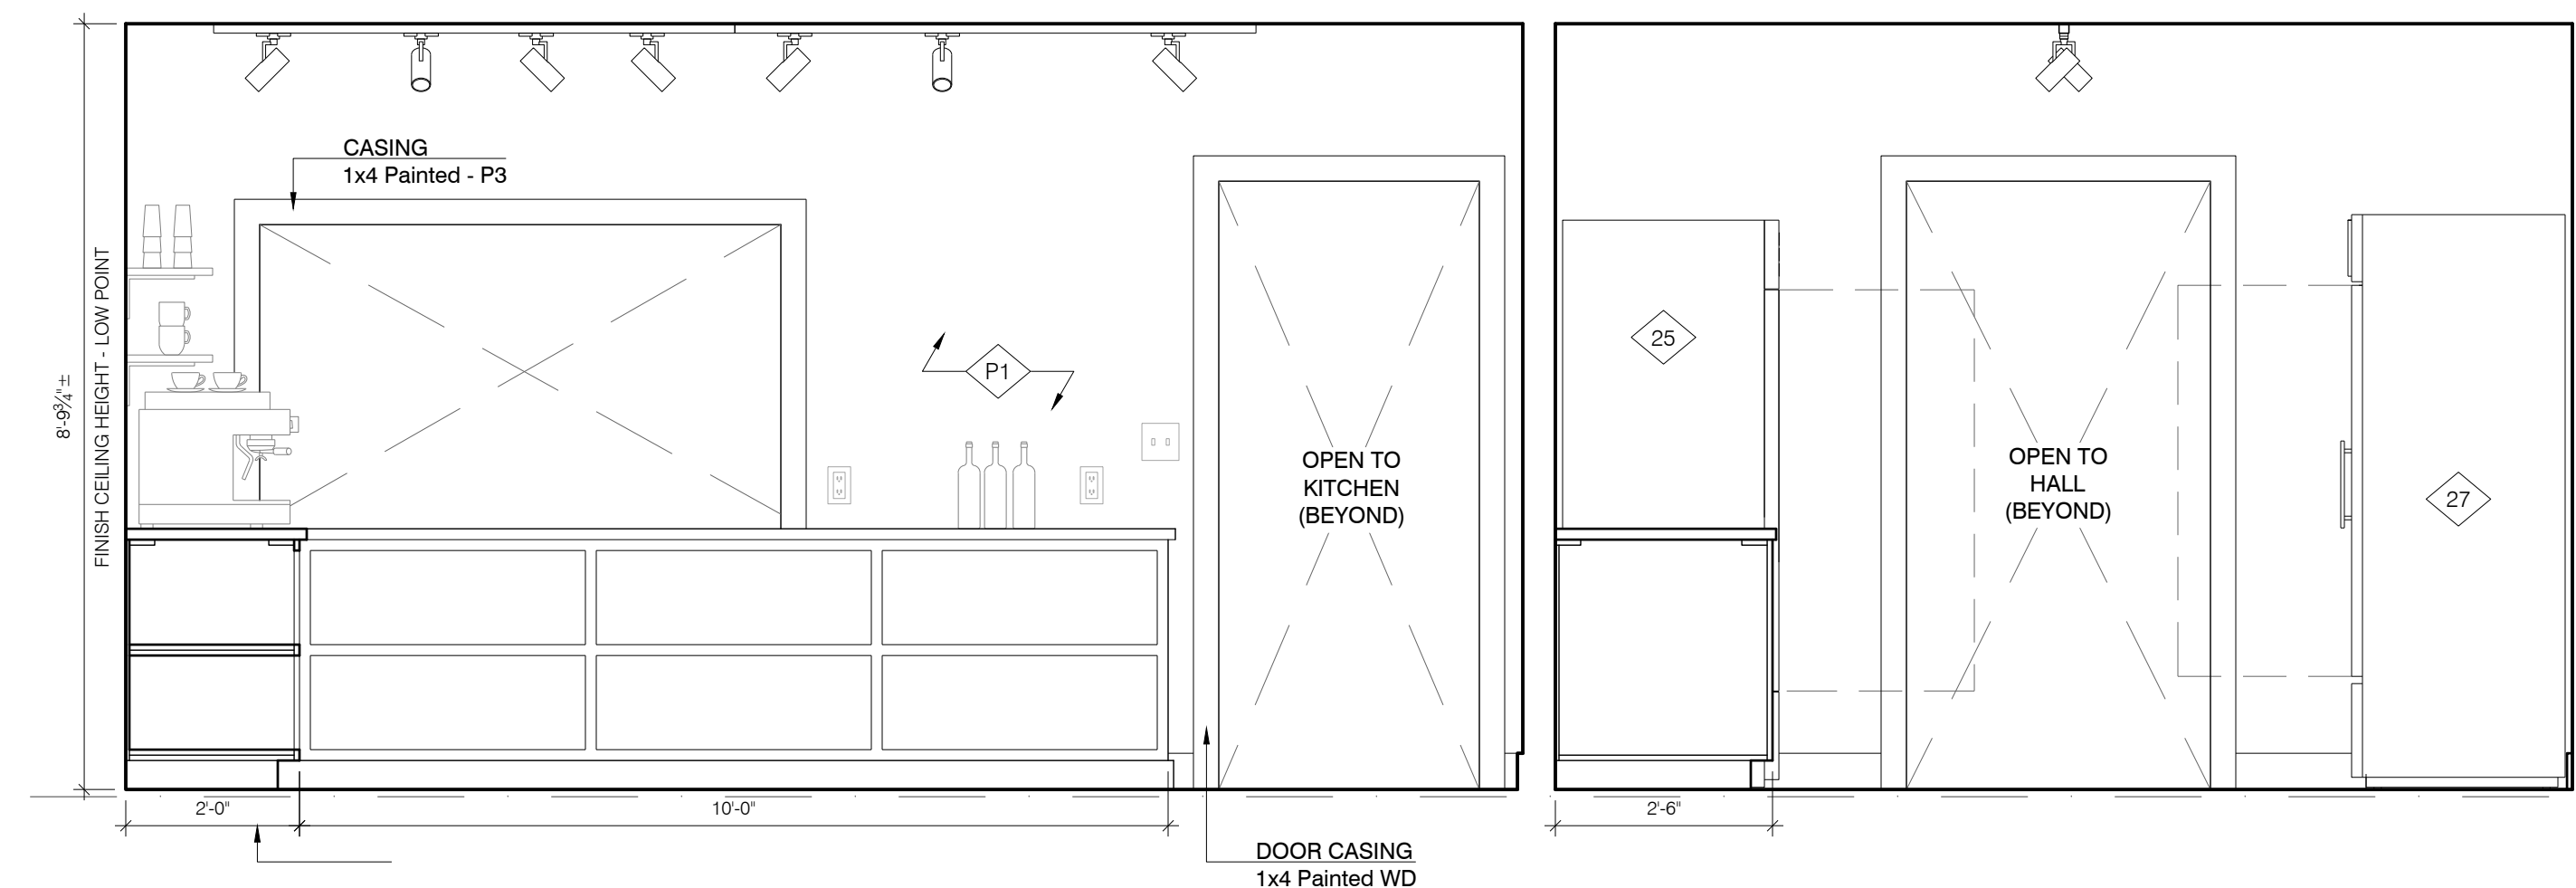 CASING
1x4 Painted - P3
8'-9¾"±
FINISH CEILING HEIGHT - LOW POINT
P1
OPEN TO
KITCHEN
(BEYOND)
25
OPEN TO
HALL
(BEYOND)
27
2'-0"
10'-0"
2'-6"
DOOR CASING
1x4 Painted WD